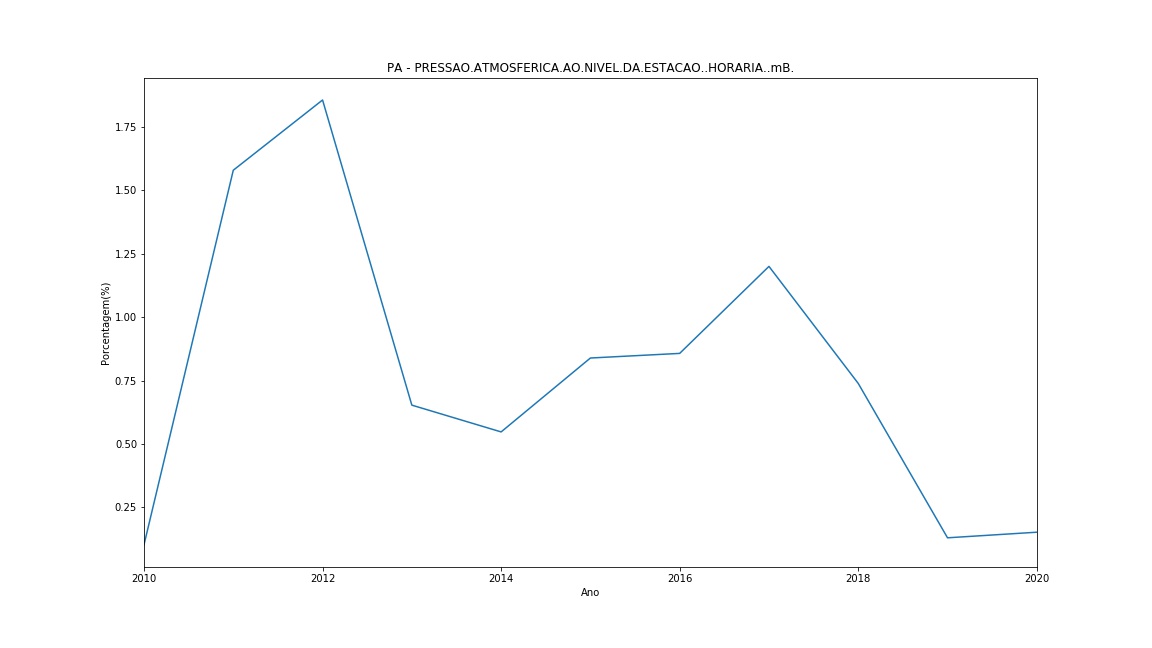 PA - PRESSAO.ATMOSFERICA.AO.NIVEL.DA.ESTACAO..HORARIA..mB.
Porcentagem(%)
1.75
1.50
1.25
1.00
0.75
0.50
0.25
2010 2012 2014 2016 2018 2020
Ano